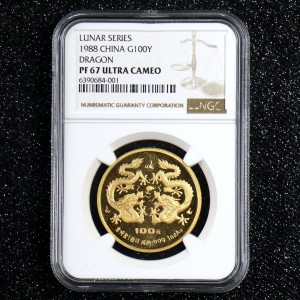 LUNAR SERIES
1988 CHINA G100Y
DRAGON
PF 67 ULTRA CAMEO
6390684-001
NUMISMATIC GUARANTY CORPORATION
NGC
100元